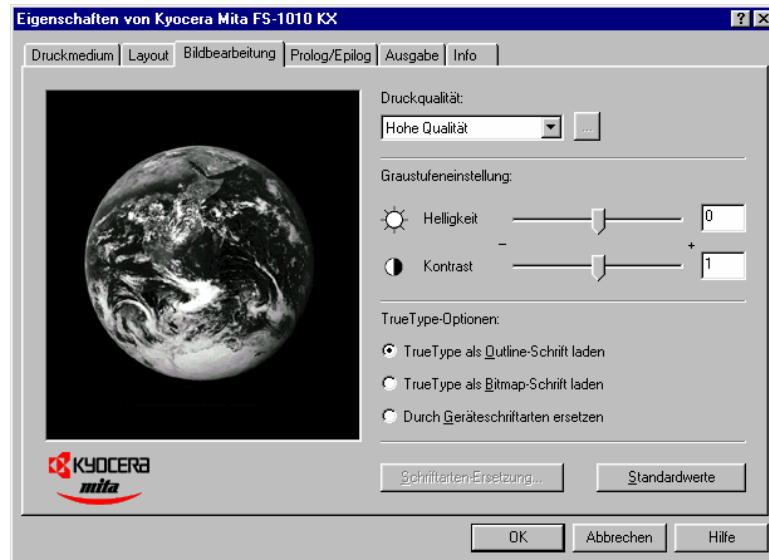 Eigenschaften von Kyocera Mita FS-1010 KX
Druckmedium Layout Bildbearbeitung Prolog/Epilog Ausgabe Info
Druckqualität:
Hohe Qualität ...
Graustufeneinstellung:
Helligkeit 0
- +
Kontrast 1
TrueType-Optionen:
TrueType als Outline-Schrift laden
TrueType als Bitmap-Schrift laden
Durch Geräteschriftarten ersetzen
KYOCERA
mita
Schriftarten-Ersetzung... Standardwerte
OK Abbrechen Hilfe